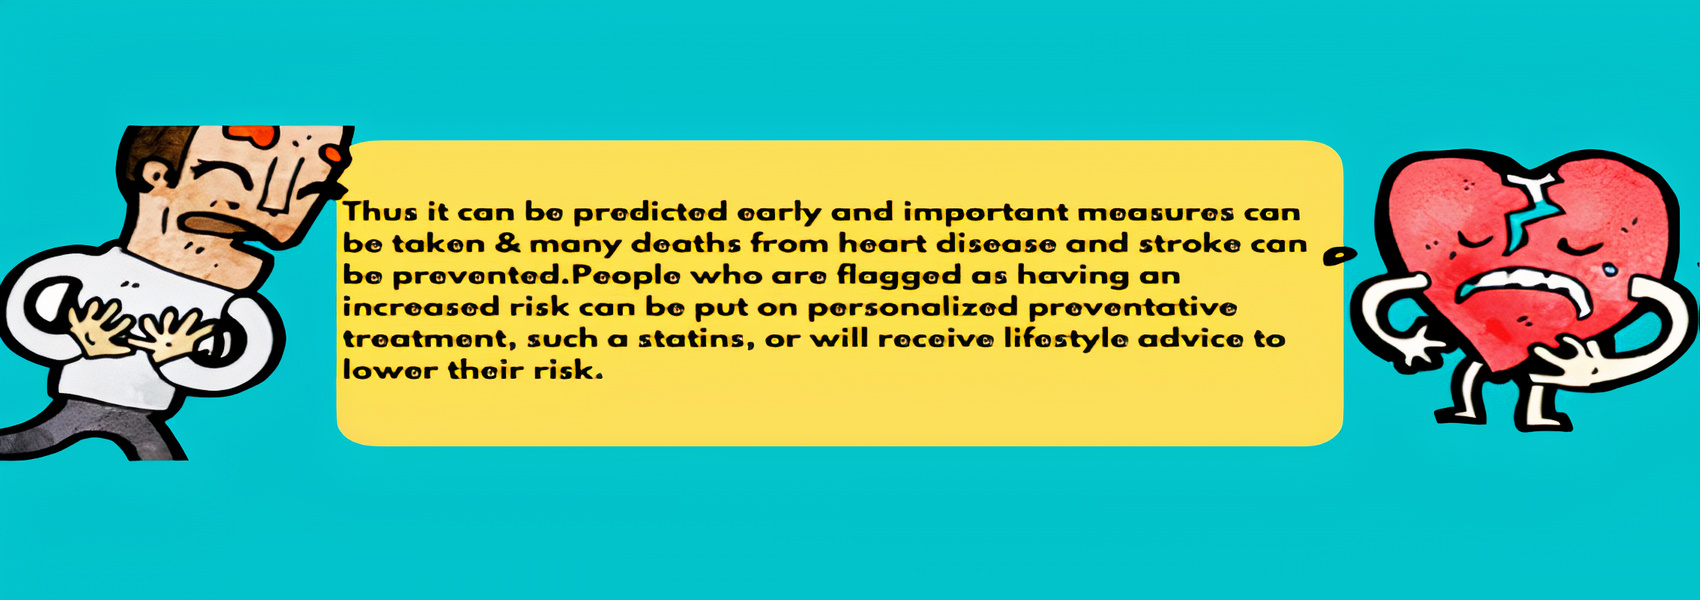 Thus it can be predicted early and important measures can
be taken & many deaths from heart disease and stroke can
be prevented.People who are flagged as having an
increased risk can be put on personalized preventative
treatment, such a statins, or will receive lifestyle advice to
lower their risk.